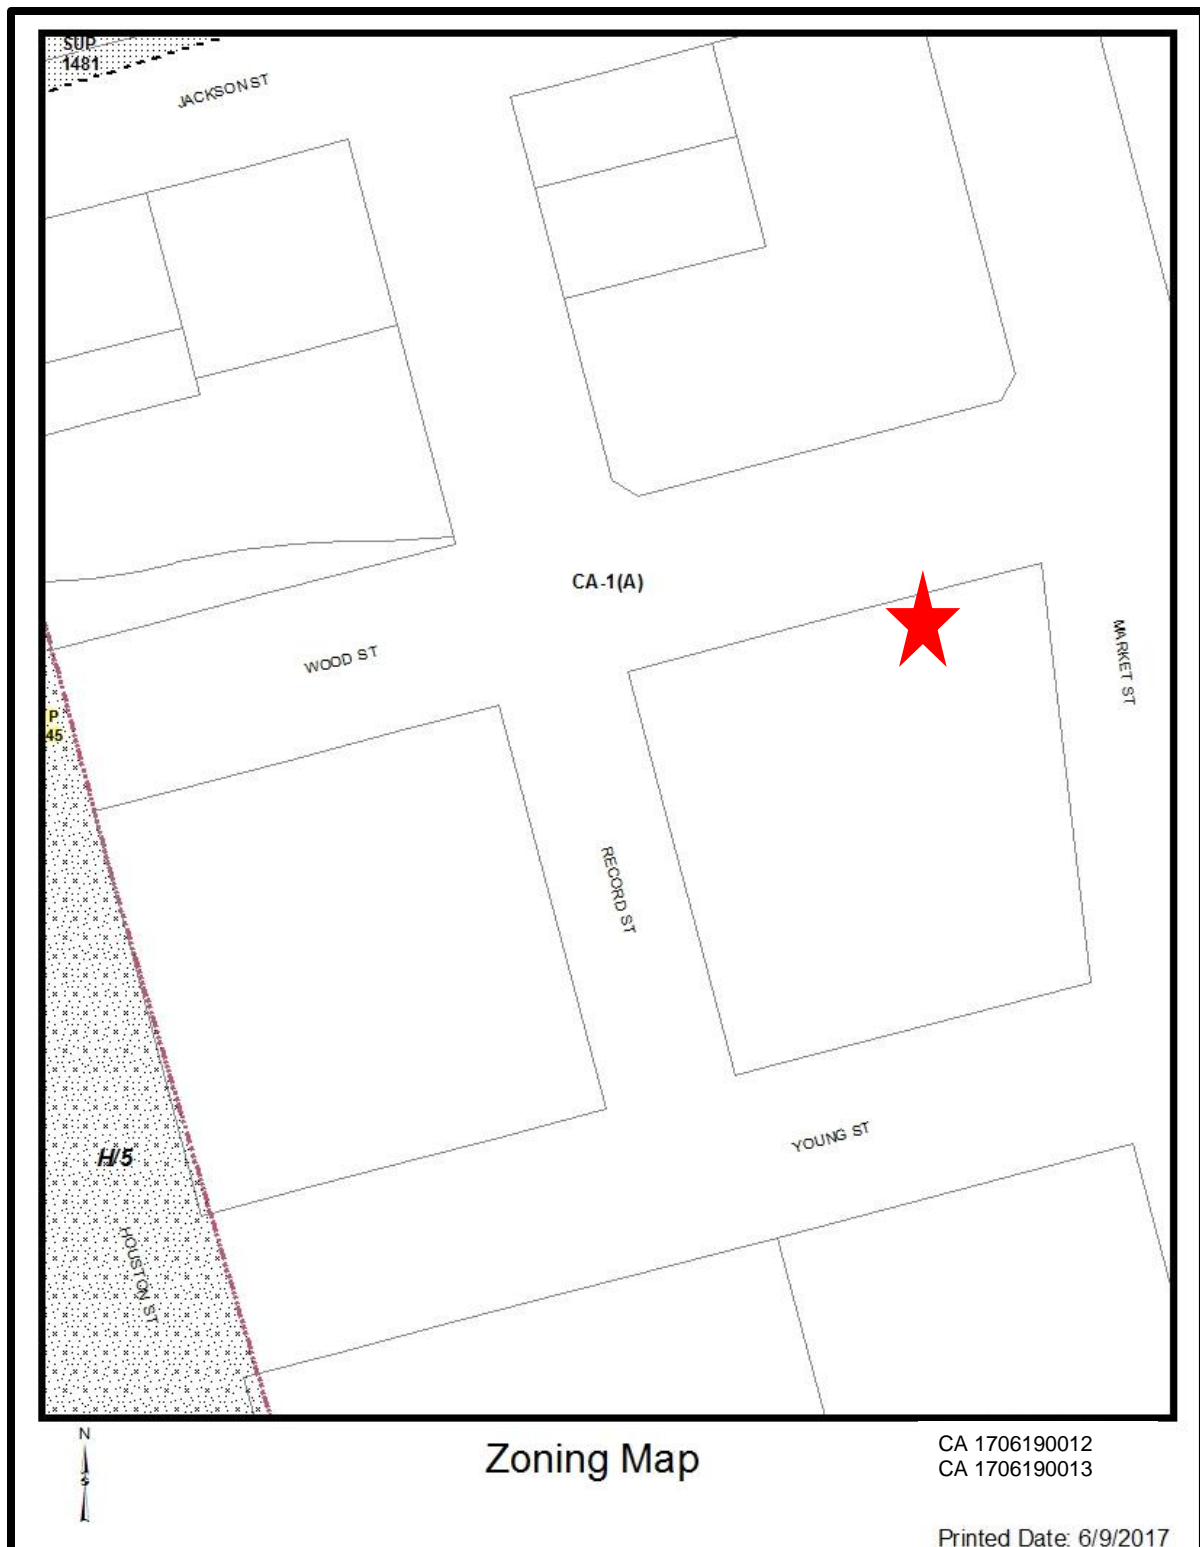 SUP
1481
JACKSON ST
CA-1(A)
WOOD ST
MARKET ST
P
45
RECORD ST
YOUNG ST
H/5
HOUSTON ST
N
S
Zoning Map
CA 1706190012
CA 1706190013
Printed Date: 6/9/2017